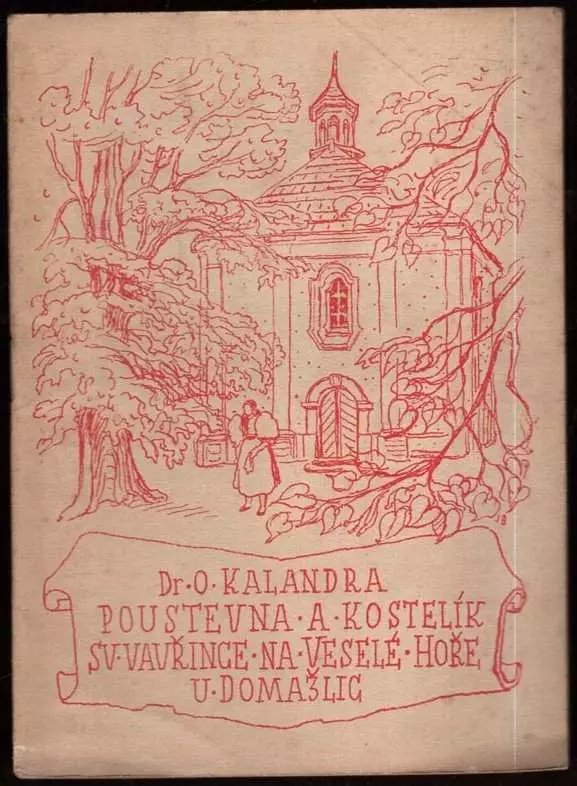 Dr·O·KALANDRA
POUSTEVNA·A·KOSTELÍK
SV·VAVŘINCE·NA·VESELÉ·HOŘE
U·DOMAŽLIC